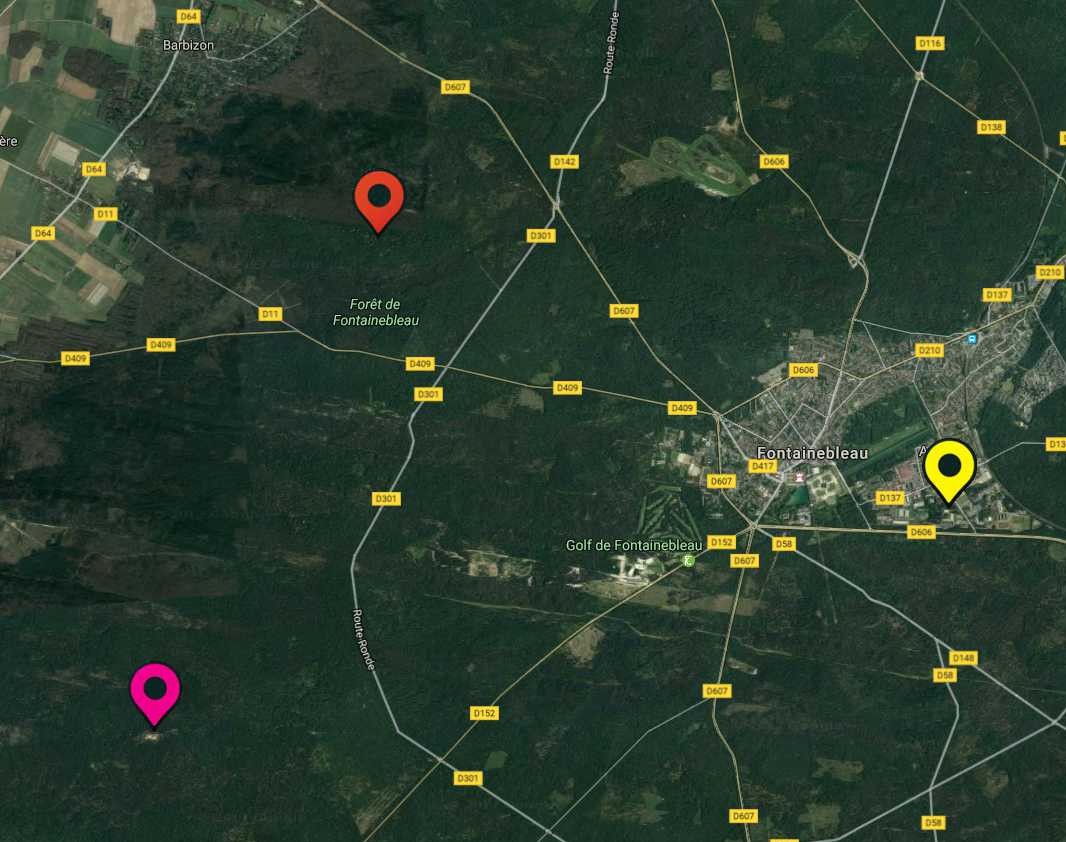 D64
Barbizon
Route Ronde
D116
D607
D138
ère
D64
D142
D606
D11
D64
D301
D210
D137
Forêt de
Fontainebleau
D11
D607
D409
D409
D210
D409
D606
D409
D301
D409
D13
Fontainebleau
D417
A
D607
D301
D137
D606
Golf de Fontainebleau
D152
D58
D607
Route Ronde
D148
D58
D607
D152
D301
D607
D58